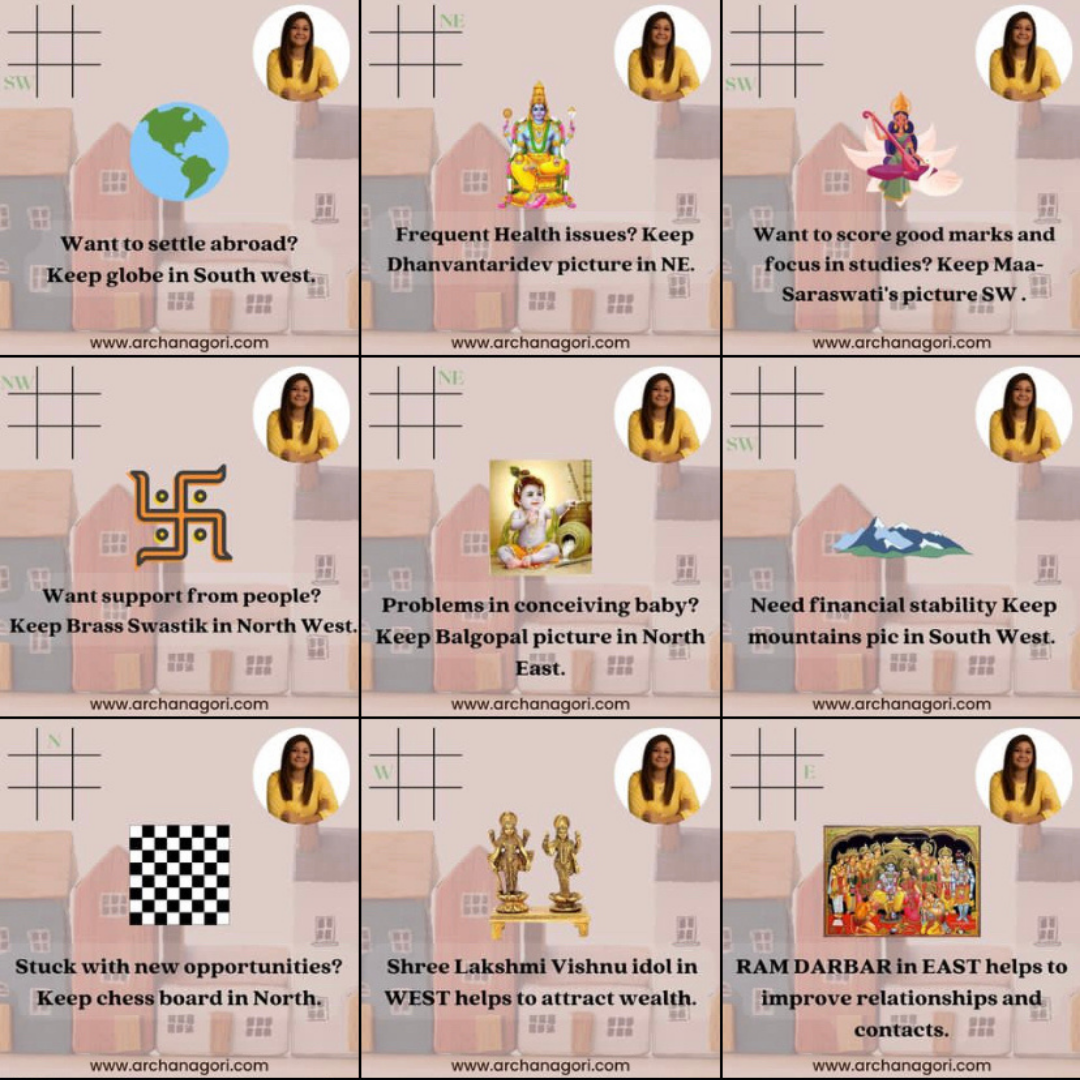 SW
Want to settle abroad?
Keep globe in South west.
www.archanagori.com
NE
Frequent Health issues? Keep
Dhanvantaridev picture in NE.
www.archanagori.com
SW
Want to score good marks and
focus in studies? Keep Maa-
Saraswati's picture SW .
www.archanagori.com
NW
Want support from people?
Keep Brass Swastik in North West.
www.archanagori.com
NE
Problems in conceiving baby?
Keep Balgopal picture in North
East.
www.archanagori.com
SW
Need financial stability Keep
mountains pic in South West.
www.archanagori.com
N
Stuck with new opportunities?
Keep chess board in North.
www.archanagori.com
W
Shree Lakshmi Vishnu idol in
WEST helps to attract wealth.
www.archanagori.com
E
RAM DARBAR in EAST helps to
improve relationships and
contacts.
www.archanagori.com